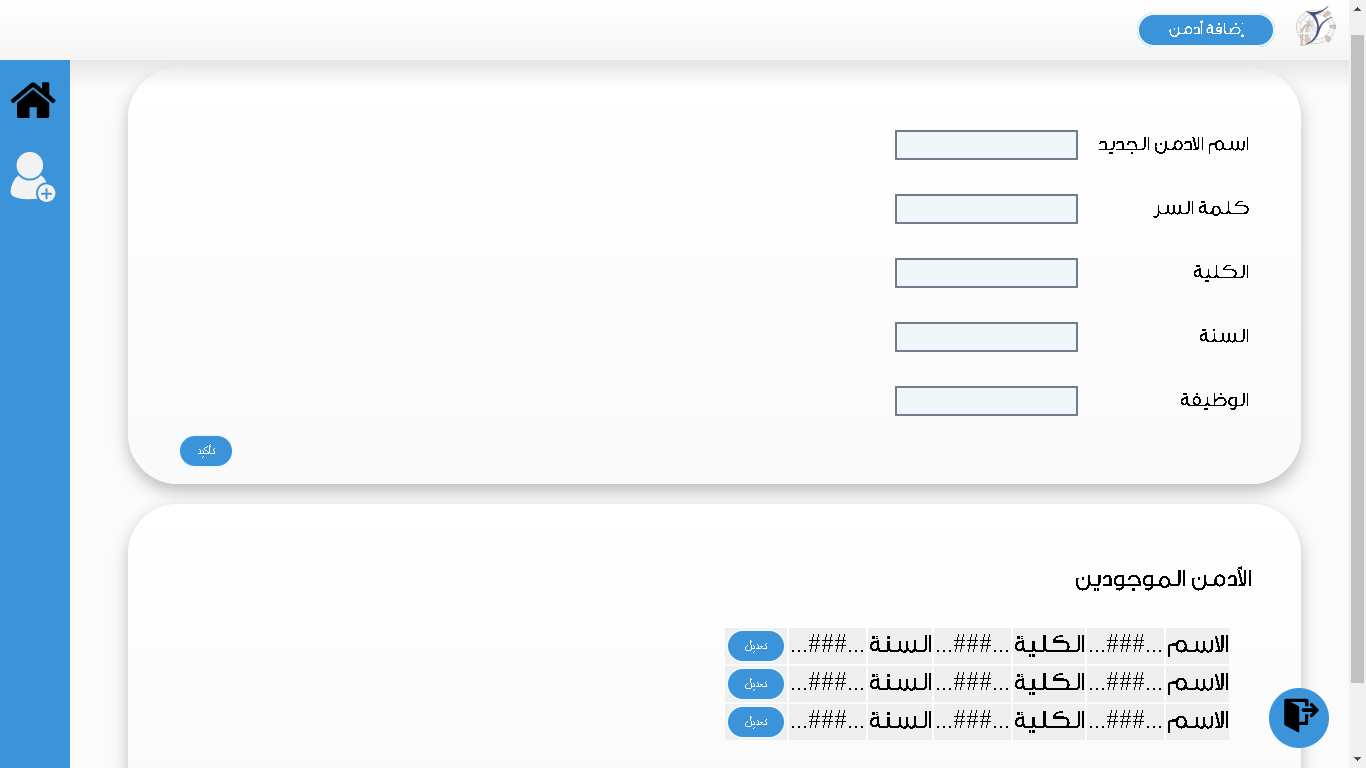 إضافة أدمن
اسم الادمن الجديد
كلمة السر
الكلية
السنة
الوظيفة
تأكيد
الأدمن الموجودين
الاسم ...###... الكلية ...###... السنة ...###... تعديل
الاسم ...###... الكلية ...###... السنة ...###... تعديل
الاسم ...###... الكلية ...###... السنة ...###... تعديل